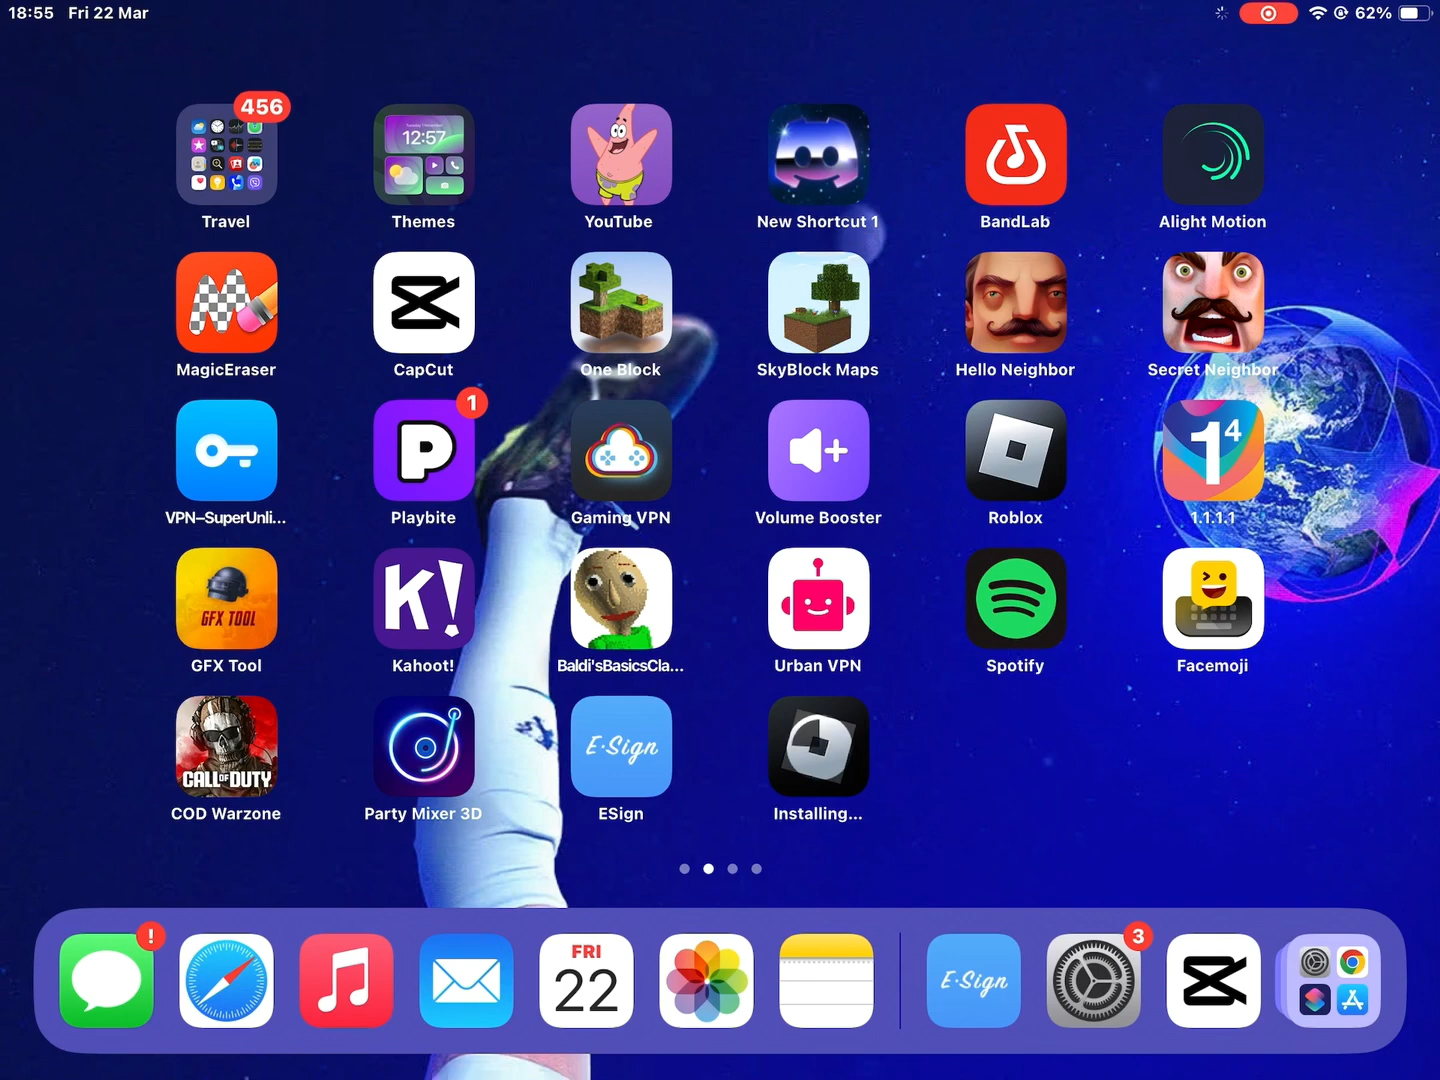 18:55 Fri 22 Mar
62%
456
12:57
Travel
Themes
YouTube
New Shortcut 1
BandLab
Alight Motion
MagicEraser
CapCut
One Block
SkyBlock Maps
Hello Neighbor
Secret Neighbor
1
P
1⁴
VPN–SuperUnli...
Playbite
Gaming VPN
Volume Booster
Roblox
1.1.1.1
GFX TOOL
K!
GFX Tool
Kahoot!
Baldi'sBasicsCla...
Urban VPN
Spotify
Facemoji
CALL OF DUTY
E·Sign
COD Warzone
Party Mixer 3D
ESign
Installing...
!
FRI
22
E·Sign
3